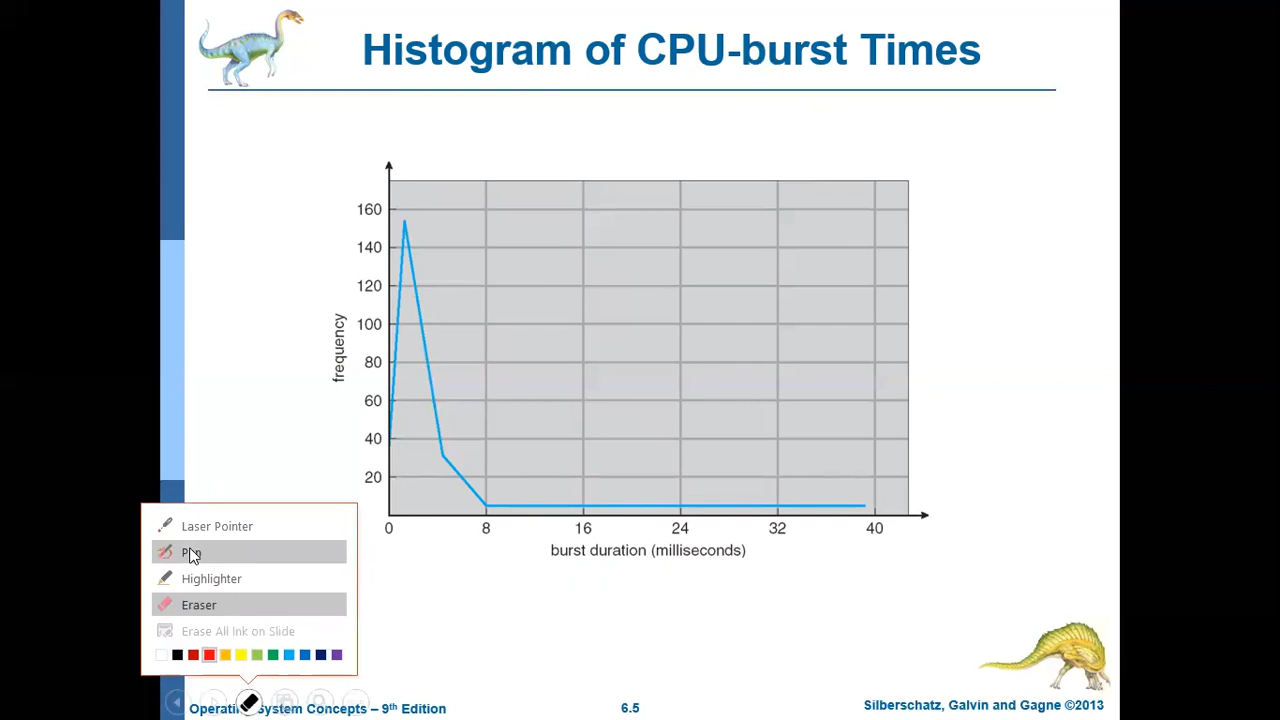 Histogram of CPU-burst Times
160
140
120
100
80
60
40
20
frequency
0 8 16 24 32 40
burst duration (milliseconds)
Laser Pointer
Pen
Highlighter
Eraser
Erase All Ink on Slide
Operating System Concepts – 9th Edition
6.5
Silberschatz, Galvin and Gagne ©2013